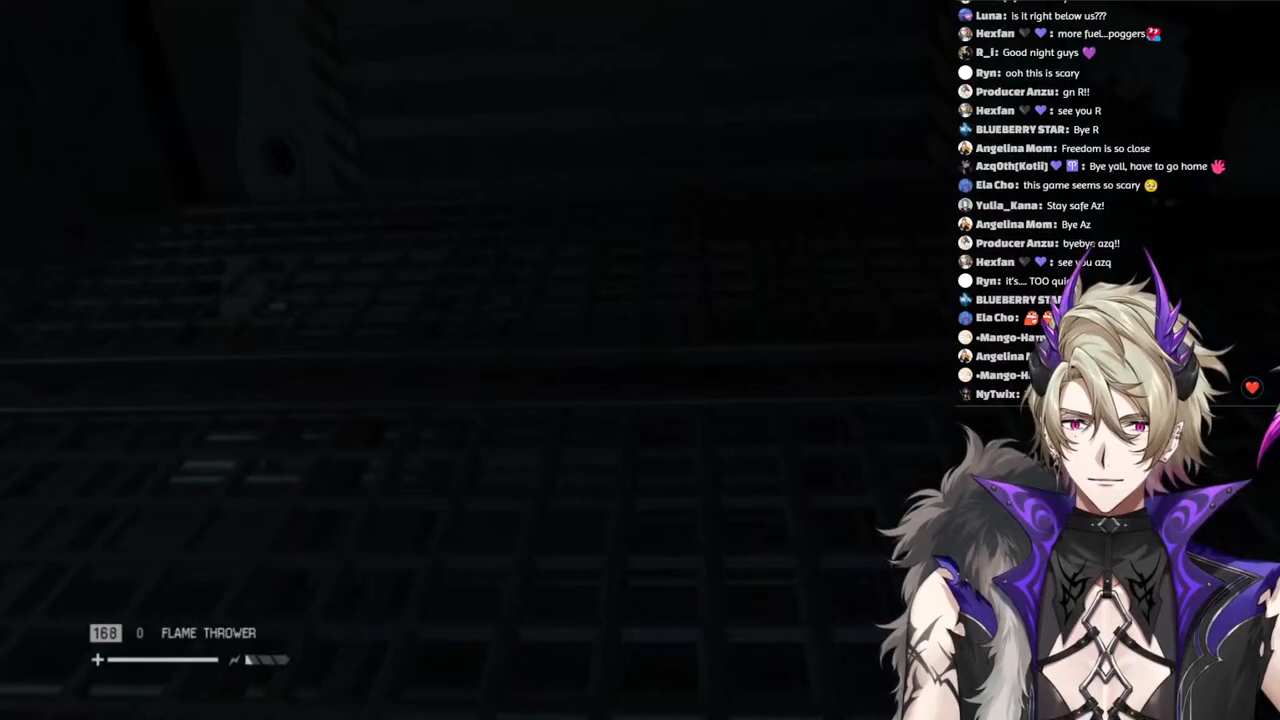 Luna: is it right below us???
Hexfan 🖤 💜 : more fuel...poggers💘
R_i: Good night guys 💜
Ryn: ooh this is scary
Producer Anzu: gn R!!
Hexfan 🖤 💜 : see you R
BLUEBERRY STAR: Bye R
Angelina Mom: Freedom is so close
Azq0th[Kotii] 💜 ♊ : Bye yall, have to go home 👋
Ela Cho: this game seems so scary 🥹
Yulia_Kana: Stay safe Az!
Angelina Mom: Bye Az
Producer Anzu: byebye azq!!
Hexfan 🖤 💜 : see you azq
Ryn: it's.... TOO
BLUEBERRY
Ela Cho:
Angelina
NyTwix:
168 0 FLAME THROWER